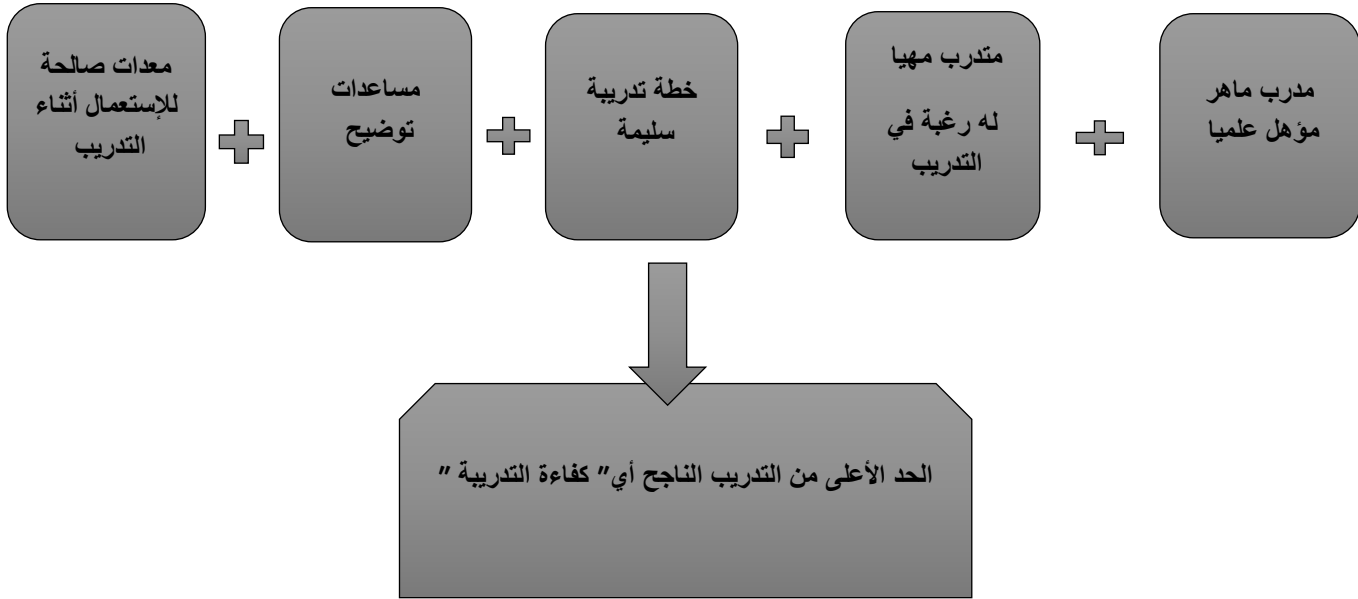 مدرب ماهر
مؤهل علميا
متدرب مهيا
له رغبة في
التدريب
خطة تدريبة
سليمة
مساعدات
توضيح
معدات صالحة
للإستعمال أثناء
التدريب
الحد الأعلى من التدريب الناجح أي" كفاءة التدريبة "